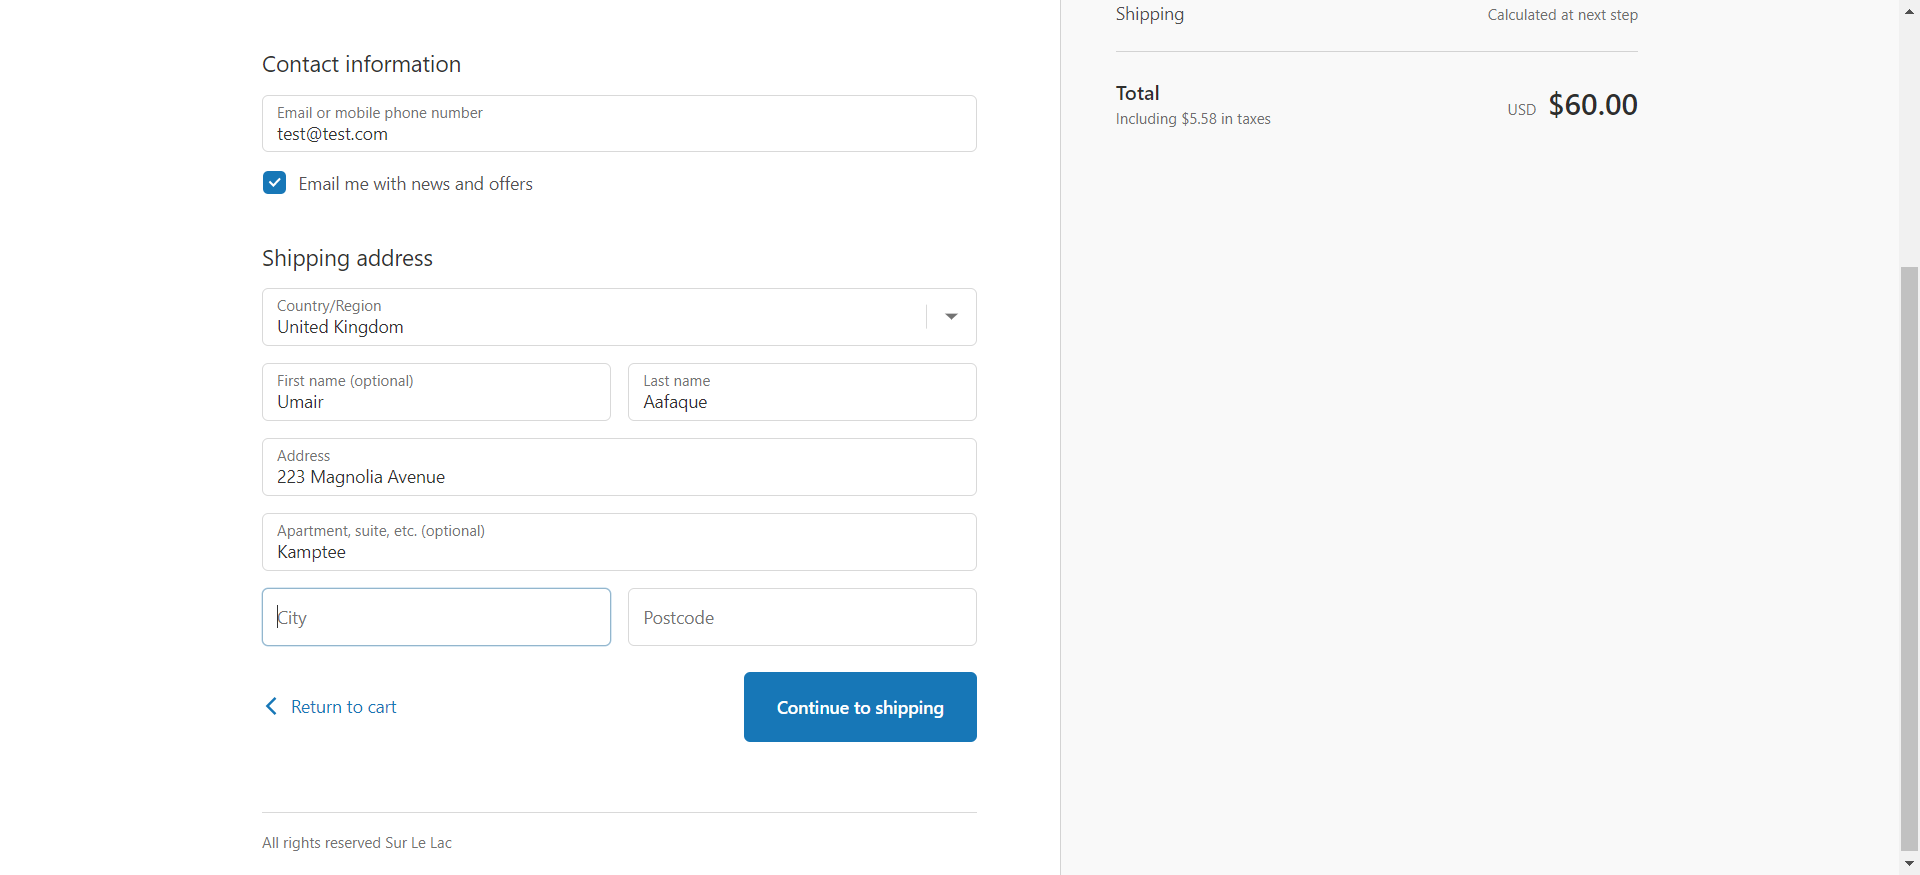 Shipping
Calculated at next step
Contact information
Total
Including $5.58 in taxes
USD $60.00
Email or mobile phone number
test@test.com
Email me with news and offers
Shipping address
Country/Region
United Kingdom
First name (optional)
Umair
Last name
Aafaque
Address
223 Magnolia Avenue
Apartment, suite, etc. (optional)
Kamptee
City
Postcode
Return to cart
Continue to shipping
All rights reserved Sur Le Lac